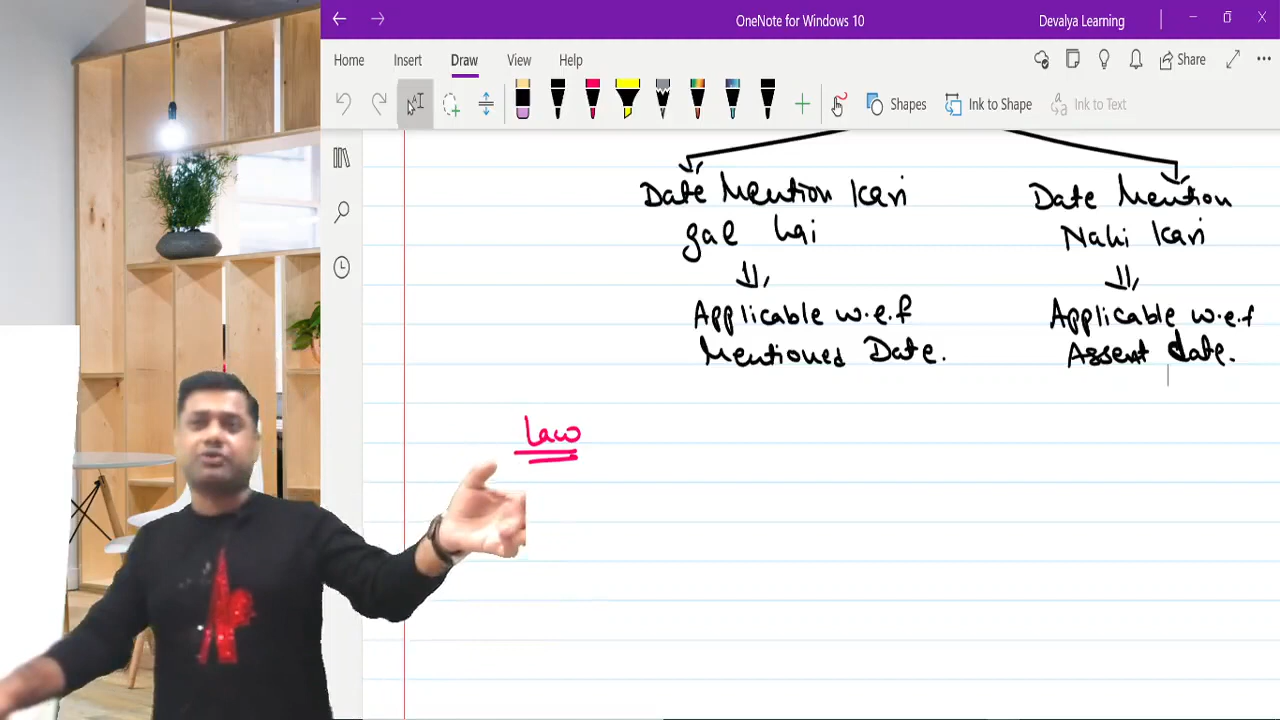 OneNote for Windows 10
Devalya Learning
Home Insert Draw View Help
Share
Shapes
Ink to Shape
Ink to Text
Date Mention Kari
gae hai
Applicable w.e.f
Mentioned Date.
Date Mention
Nahi Kari
Applicable w.e.f
Assent date.
Law